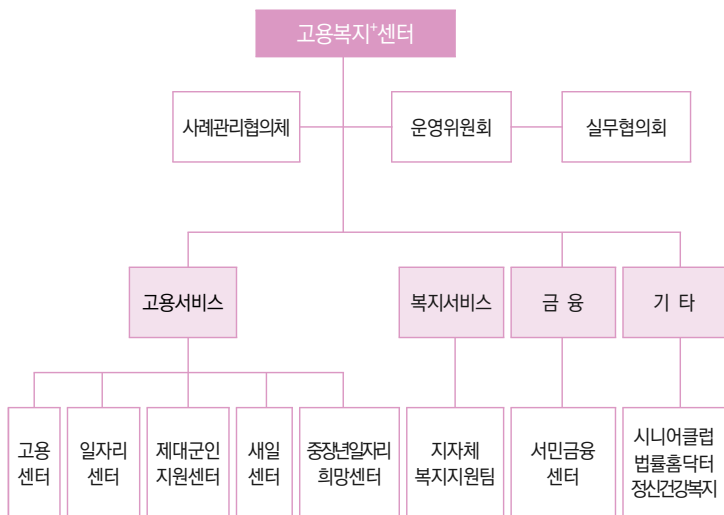 고용복지⁺센터
사례관리협의체
운영위원회
실무협의회
고용서비스
복지서비스
금 융
기 타
고용
센터
일자리
센터
제대군인
지원센터
새일
센터
중장년일자리
희망센터
지자체
복지지원팀
서민금융
센터
시니어클럽
법률홈닥터
정신건강복지